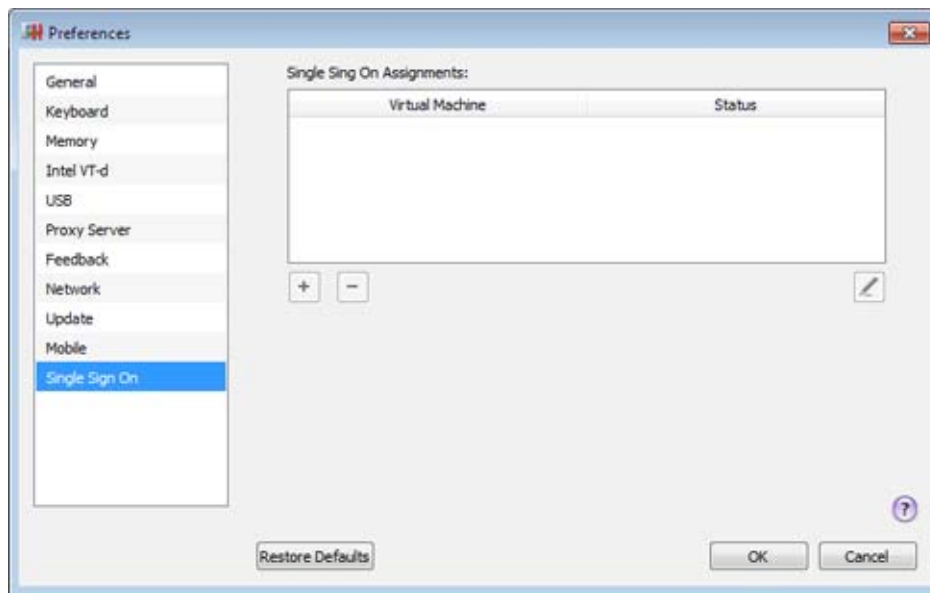 Preferences
General
Keyboard
Memory
Intel VT-d
USB
Proxy Server
Feedback
Network
Update
Mobile
Single Sign On
Single Sing On Assignments:
Virtual Machine Status
Restore Defaults OK Cancel